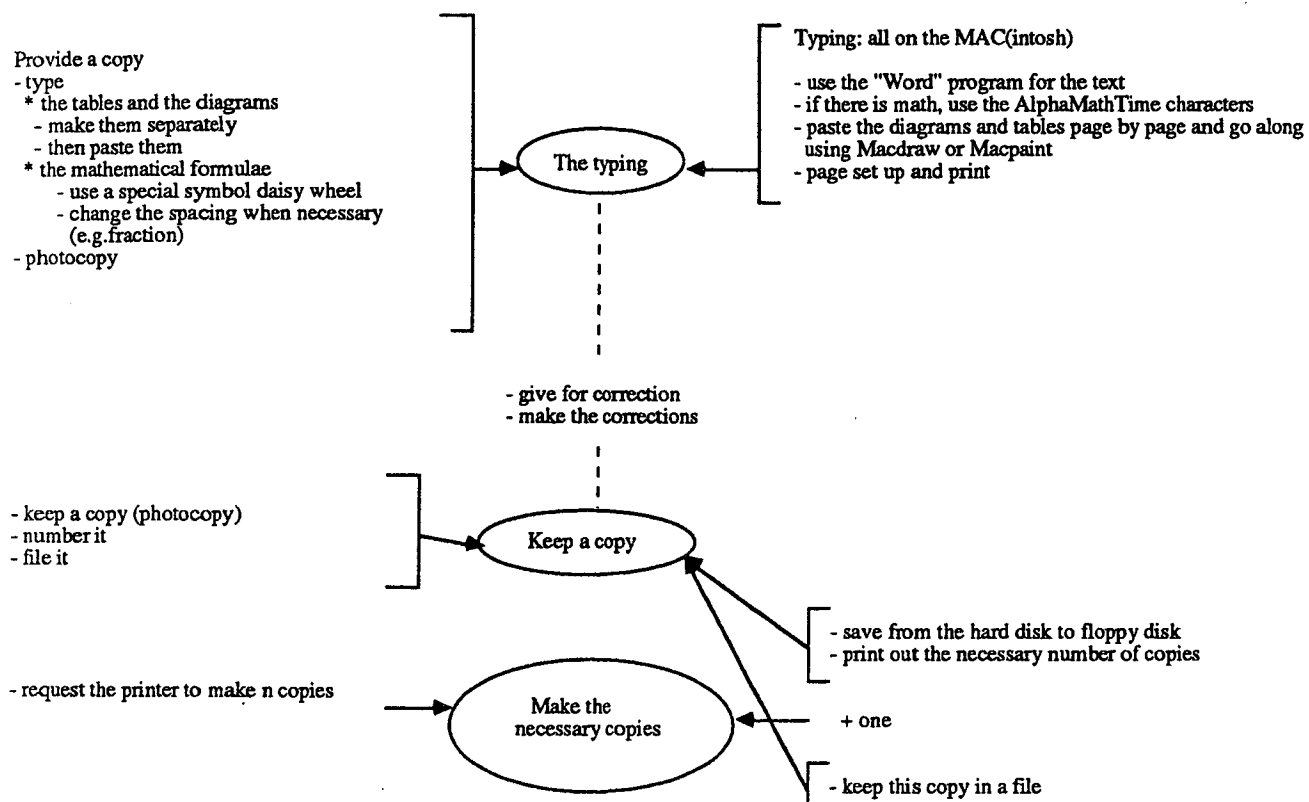 Provide a copy
- type
* the tables and the diagrams
- make them separately
- then paste them
* the mathematical formulae
- use a special symbol daisy wheel
- change the spacing when necessary
(e.g.fraction)
- photocopy
The typing
Typing: all on the MAC(intosh)
- use the "Word" program for the text
- if there is math, use the AlphaMathTime characters
- paste the diagrams and tables page by page and go along
using Macdraw or Macpaint
- page set up and print
- give for correction
- make the corrections
- keep a copy (photocopy)
- number it
- file it
Keep a copy
- save from the hard disk to floppy disk
- print out the necessary number of copies
- request the printer to make n copies
Make the
necessary copies
+ one
- keep this copy in a file